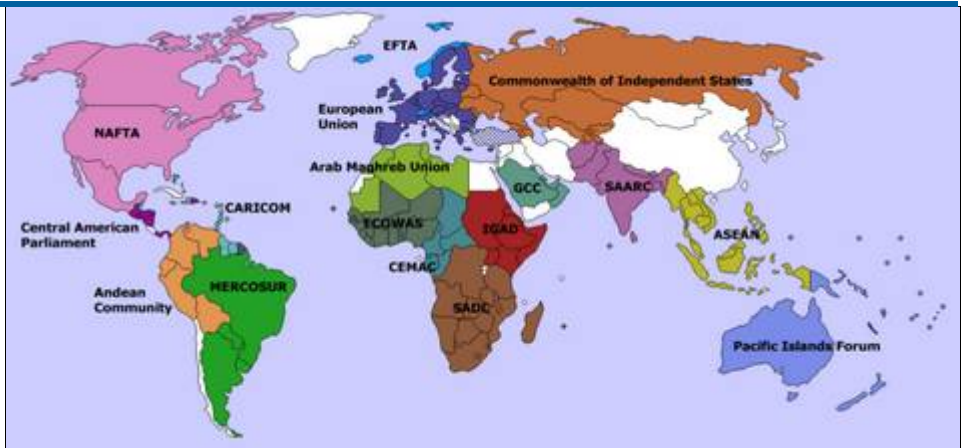 EFTA
Commonwealth of Independent States
European
Union
NAFTA
Arab Maghreb Union
GCC
SAARC
CARICOM
ECOWAS
IGAD
Central American
Parliament
ASEAN
CEMAC
MERCOSUR
Andean
Community
SADC
Pacific Islands Forum